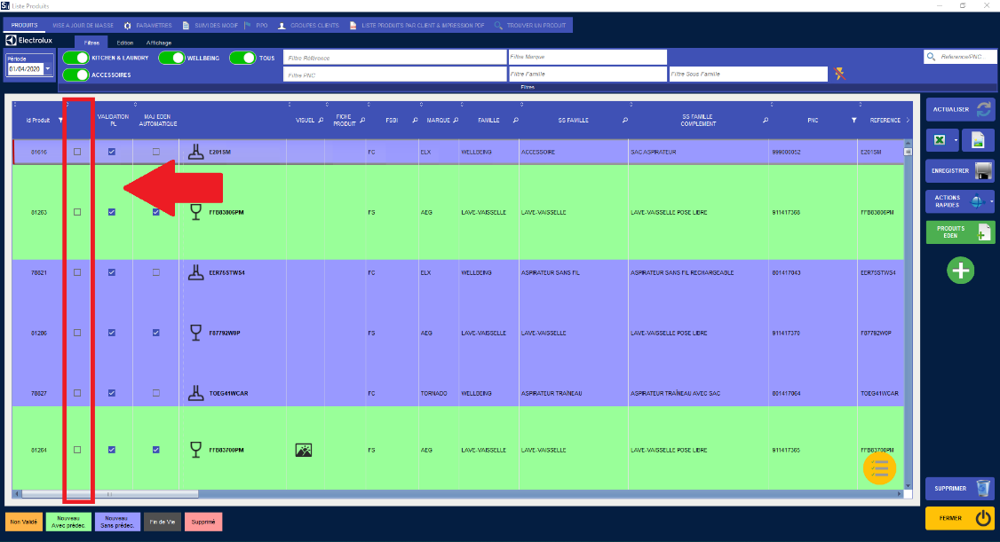 Liste Produits
PRODUITS MISE A JOUR DE MASSE PARAMETRES SUIVI DES MODIF PIPO GROUPES CLIENTS LISTE PRODUITS PAR CLIENT & IMPRESSION PDF TROUVER UN PRODUIT
Electrolux Filtres Edition Affichage
Période
01/04/2020
KITCHEN & LAUNDRY WELLBEING TOUS
ACCESSOIRES
Filtre Référence Filtre Marque
Filtre PNC Filtre Famille Filtre Sous Famille
Reference/PNC...
Filtres
id Produit VALIDATION PL MAJ EDEN AUTOMATIQUE VISUEL FICHE PRODUIT FSBI MARQUE FAMILLE SS FAMILLE SS FAMILLE COMPLEMENT PNC REFERENCE
81616 E201SM FC ELX WELLBEING ACCESSOIRE SAC ASPIRATEUR 999000052 E201SM
81263 FFB83806PM FS AEG LAVE-VAISSELLE LAVE-VAISSELLE LAVE-VAISSELLE POSE LIBRE 911417368 FFB83806PM
78821 EER75STWS4 FC ELX WELLBEING ASPIRATEUR SANS FIL ASPIRATEUR SANS FIL RECHARGEABLE 801417043 EER75STWS4
81286 F87792W0P FS AEG LAVE-VAISSELLE LAVE-VAISSELLE LAVE-VAISSELLE POSE LIBRE 911417370 F87792W0P
78827 TOEG41WCAR FC TORNADO WELLBEING ASPIRATEUR TRAÎNEAU ASPIRATEUR TRAÎNEAU AVEC SAC 801417064 TOEG41WCAR
81264 FFB83700PM FS AEG LAVE-VAISSELLE LAVE-VAISSELLE LAVE-VAISSELLE POSE LIBRE 911417365 FFB83700PM
ACTUALISER
ENREGISTRER
ACTIONS
RAPIDES
PRODUITS
EDEN
SUPPRIMER
FERMER
Non Validé
Nouveau
Avec prédec.
Nouveau
Sans prédec.
Fin de Vie
Supprimé